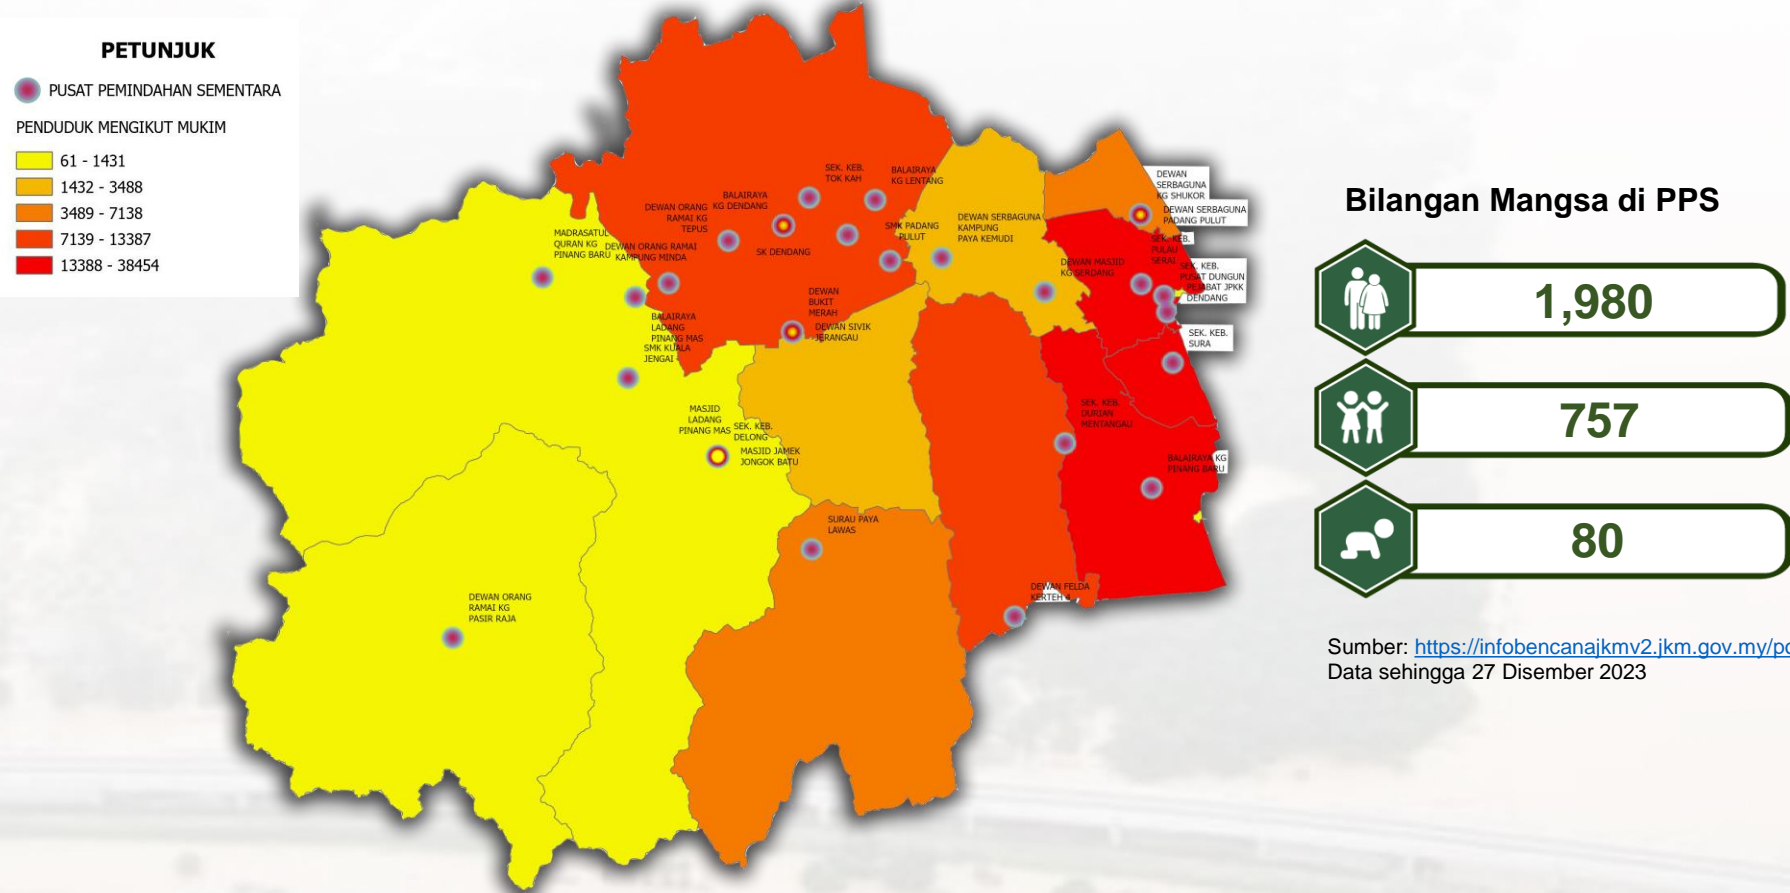 PETUNJUK
PUSAT PEMINDAHAN SEMENTARA
PENDUDUK MENGIKUT MUKIM
61 - 1431
1432 - 3488
3489 - 7138
7139 - 13387
13388 - 38454
SEK. KEB.
TOK KAH
BALAIRAYA
KG LENTANG
BALAIRAYA
KG DENDANG
DEWAN ORANG
RAMAI KG
TEPUS
SMK PADANG
PULUT
SK DENDANG
DEWAN SERBAGUNA
KAMPUNG
PAYA KEMUDI
DEWAN
SERBAGUNA
KG SHUKOR
DEWAN SERBAGUNA
PADANG PULUT
MADRASATUL
QURAN KG
PINANG BARU
DEWAN ORANG RAMAI
KAMPUNG MINDA
SEK. KEB.
PULAU
SERAI
DEWAN MASJID
KG SERDANG
SEK. KEB.
PUSAT DUNGUN
PEJABAT JPKK
DENDANG
DEWAN
BUKIT
MERAH
DEWAN SIVIK
JERANGAU
BALAIRAYA
LADANG
PINANG MAS
SMK KUALA
JENGAI
SEK. KEB.
SURA
MASJID
LADANG
PINANG MAS
SEK. KEB.
DELONG
MASJID JAMEK
JONGOK BATU
SEK. KEB.
DURIAN
MENTANGAU
BALAIRAYA KG
PINANG BARU
SURAU PAYA
LAWAS
DEWAN ORANG
RAMAI KG
PASIR RAJA
DEWAN FELDA
KERTEH 4
Bilangan Mangsa di PPS
1,980
757
80
Sumber: https://infobencanajkmv2.jkm.gov.my/po
Data sehingga 27 Disember 2023